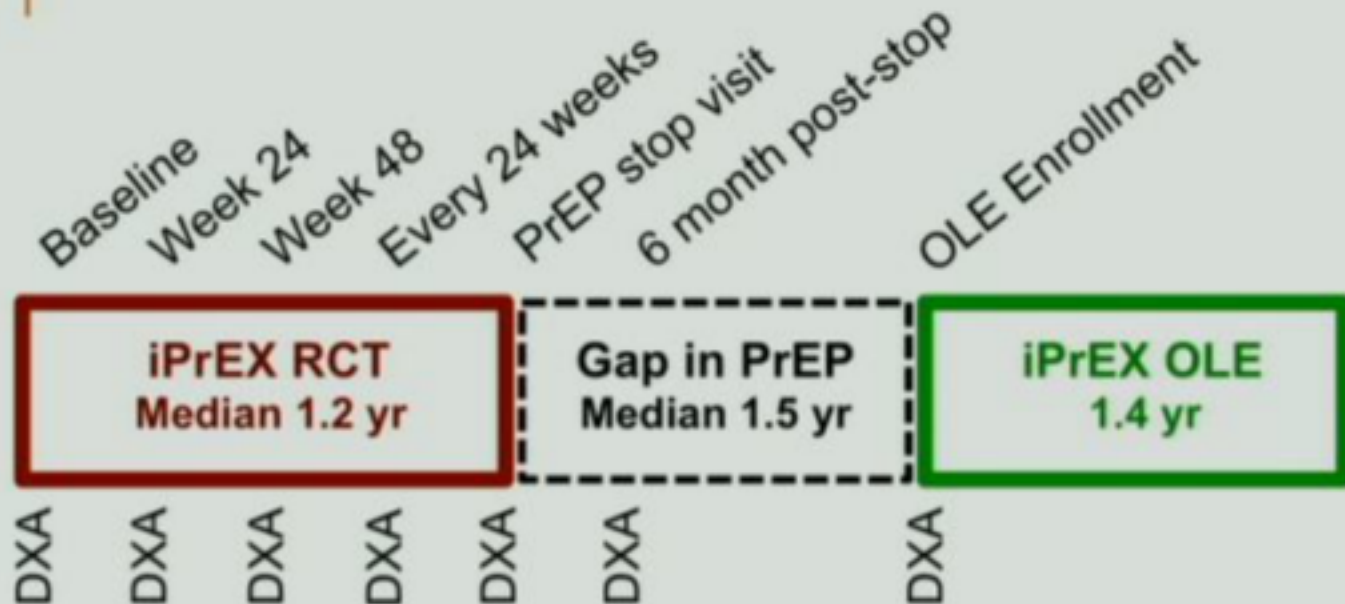 Baseline
Week 24
Week 48
Every 24 weeks
PrEP stop visit
6 month post-stop
OLE Enrollment
iPrEX RCT
Median 1.2 yr
Gap in PrEP
Median 1.5 yr
iPrEX OLE
1.4 yr
DXA
DXA
DXA
DXA
DXA
DXA
DXA